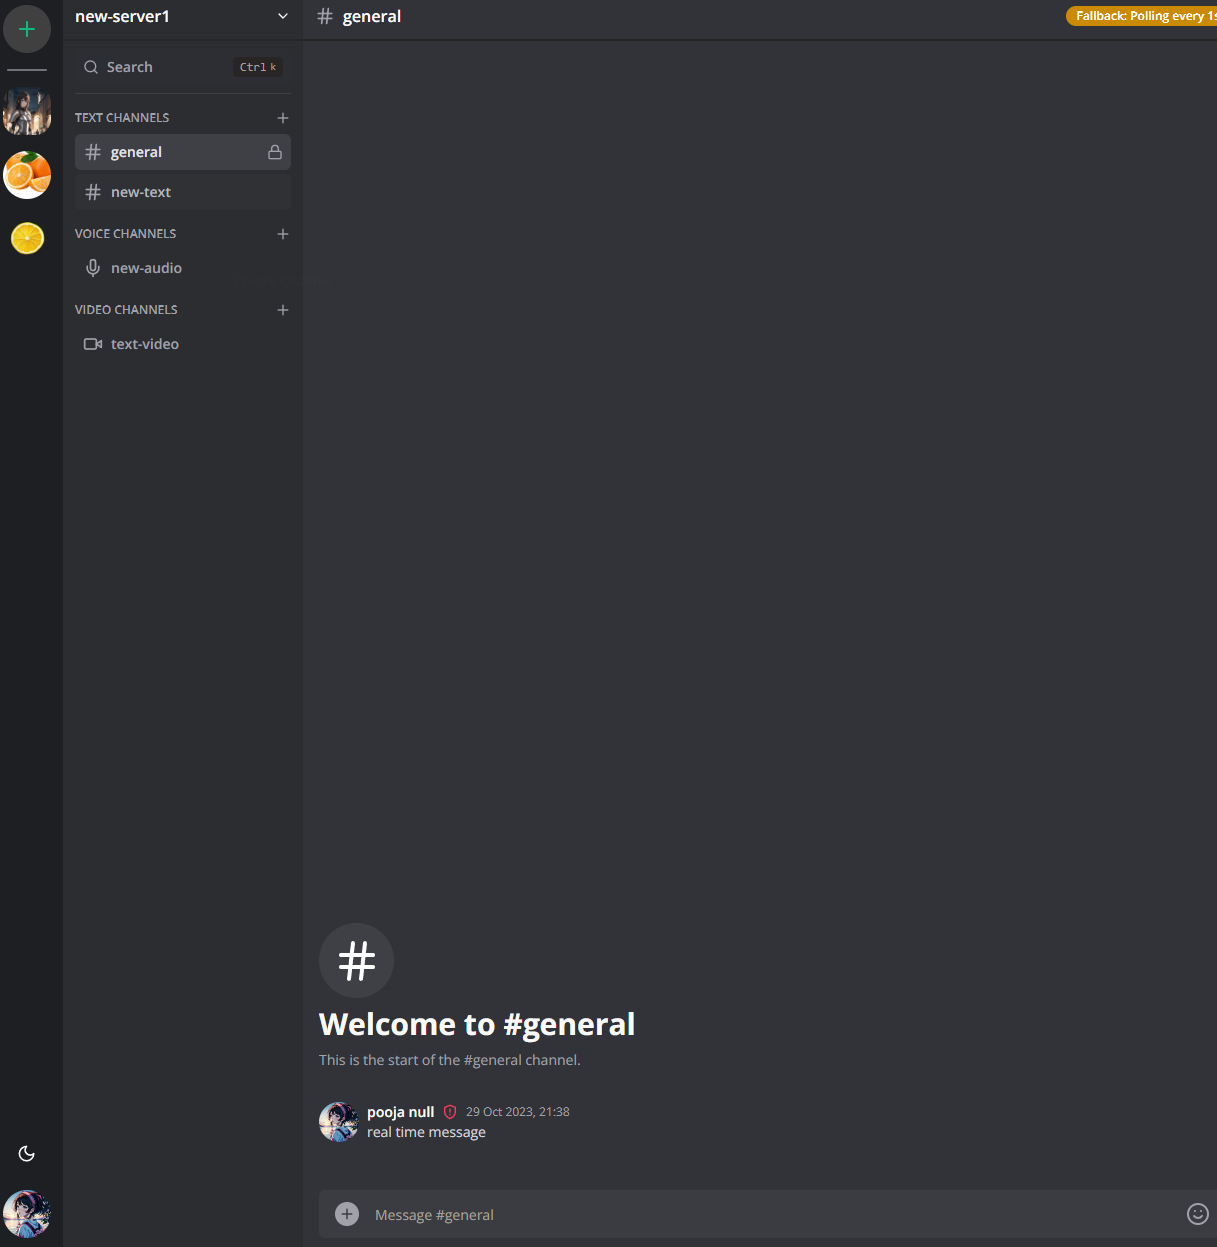 new-server1
Search
Ctrl k
TEXT CHANNELS
general
new-text
VOICE CHANNELS
new-audio
VIDEO CHANNELS
text-video
general
Fallback: Polling every 1s
Welcome to #general
This is the start of the #general channel.
pooja null 29 Oct 2023, 21:38
real time message
Message #general